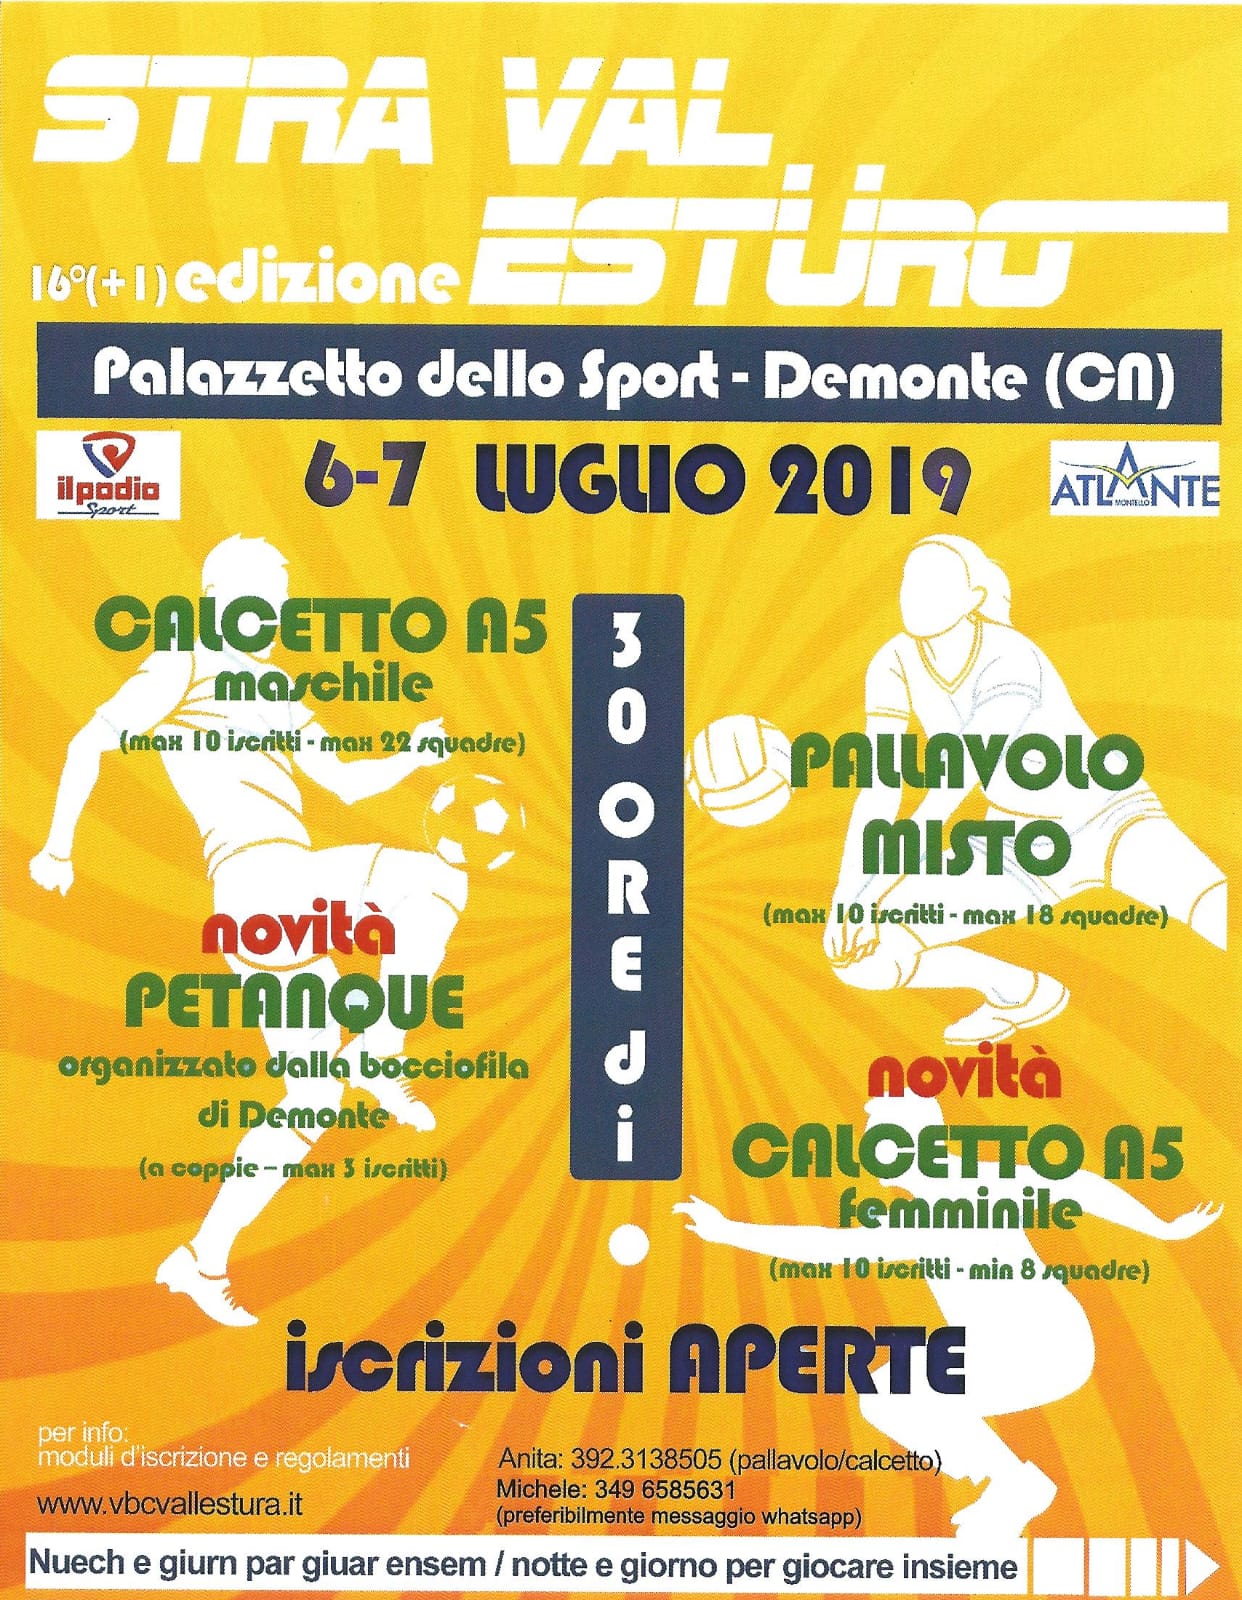 STRA VAL
ESTÜRO
16°(+1) edizione
Palazzetto dello Sport - Demonte (CN)
ilpodio
Sport
6-7 LUGLIO 2019
ATLANTE
MONTELLO
CALCETTO A5
maschile
(max 10 iscritti - max 22 squadre)
30 ORE di
PALLAVOLO
MISTO
(max 10 iscritti - max 18 squadre)
novità
PETANQUE
organizzato dalla bocciofila
di Demonte
(a coppie – max 3 iscritti)
novità
CALCETTO A5
femminile
(max 10 iscritti - min 8 squadre)
iscrizioni APERTE
per info:
moduli d'iscrizione e regolamenti
www.vbcvallestura.it
Anita: 392.3138505 (pallavolo/calcetto)
Michele: 349 6585631
(preferibilmente messaggio whatsapp)
Nuech e giurn par giuar ensem / notte e giorno per giocare insieme